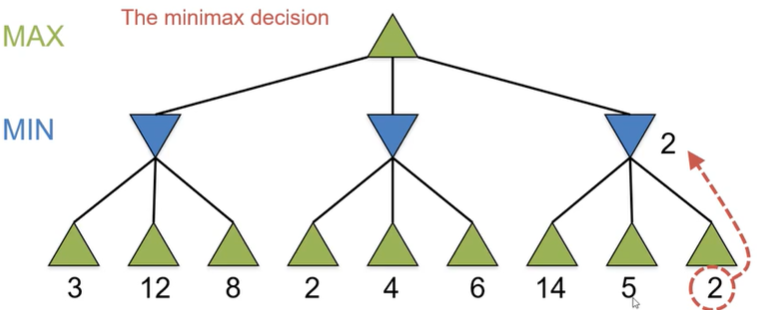 The minimax decision
MAX
MIN
2
3 12 8 2 4 6 14 5 2